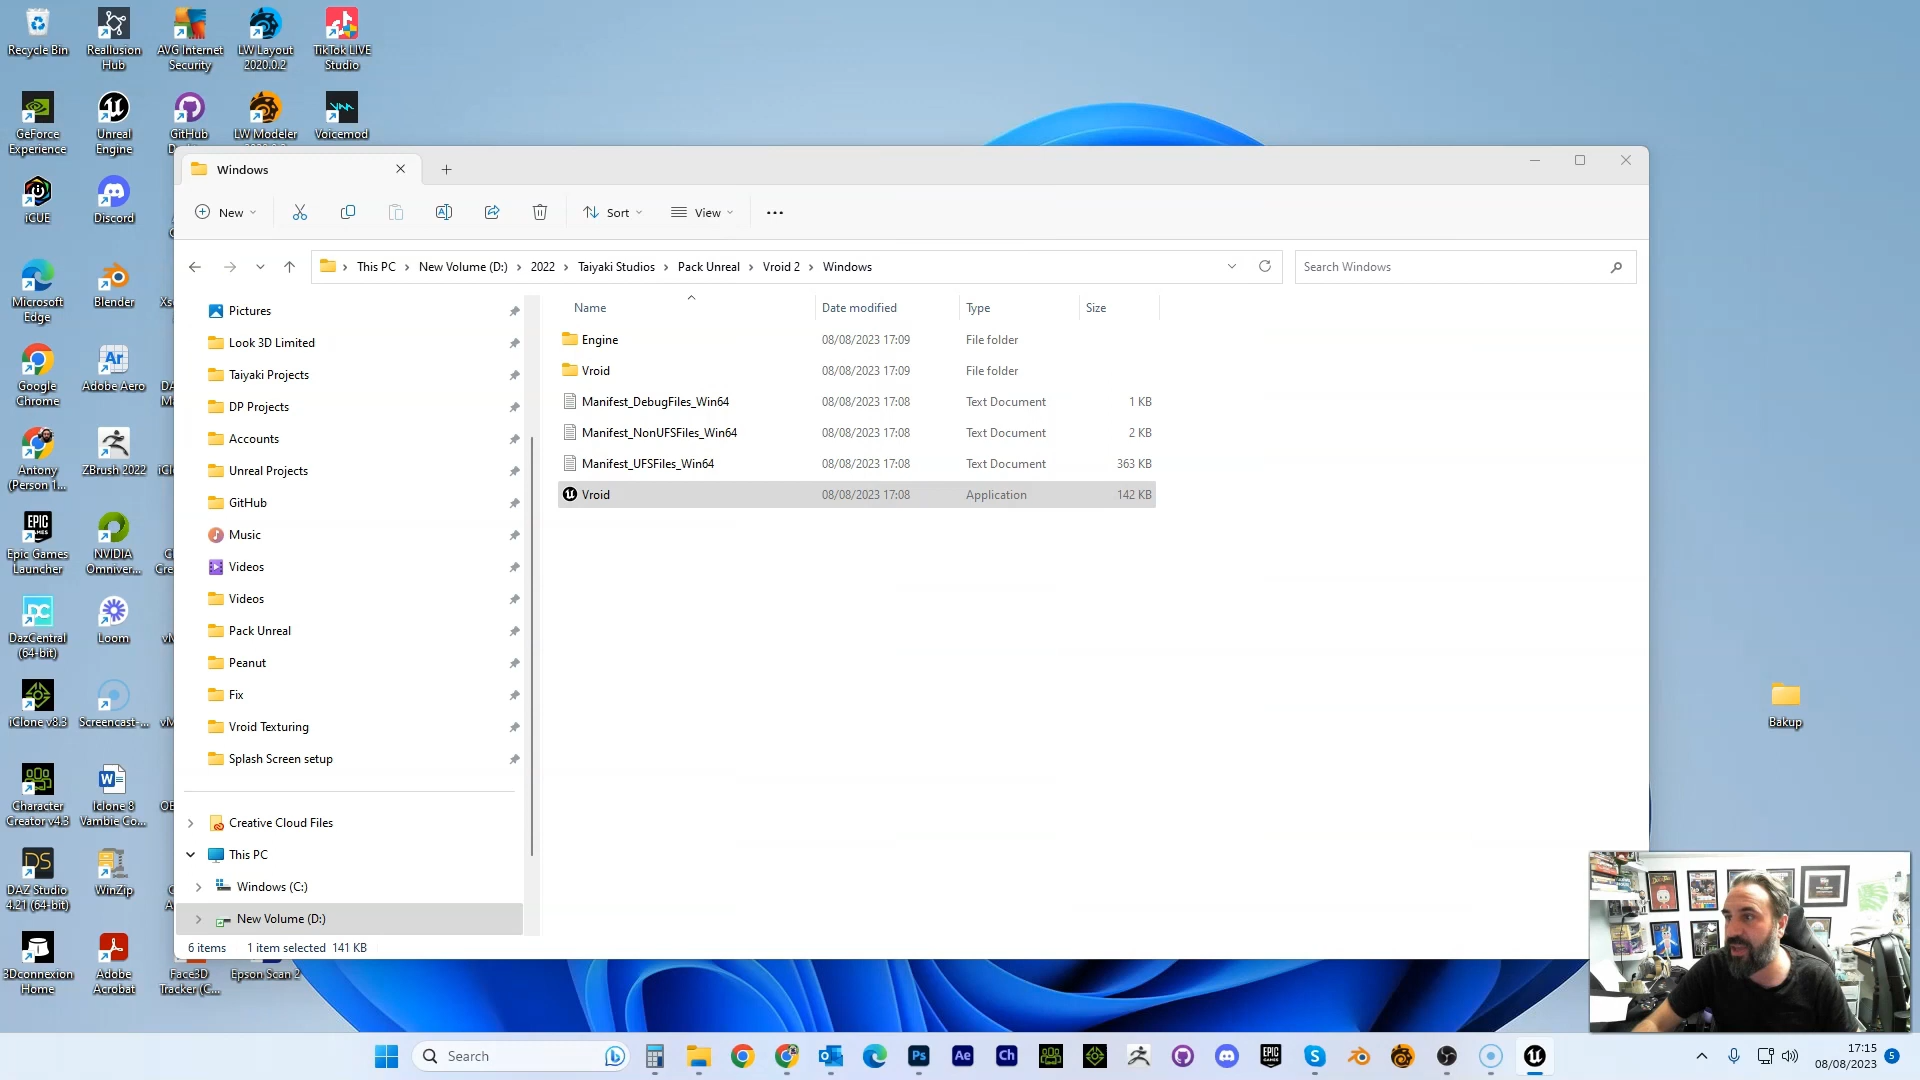 Recycle Bin
Reallusion
Hub
AVG Internet
Security
LW Layout
2020.0.2
TikTok LIVE
Studio
GeForce
Experience
Unreal
Engine
GitHub
LW Modeler
Voicemod
iCUE
Discord
Microsoft
Edge
Blender
Google
Chrome
Adobe Aero
Antony
(Person 1...
ZBrush 2022
Epic Games
Launcher
NVIDIA
Omniver...
DazCentral
(64-bit)
Loom
iClone v8.3
Screencast-...
Character
Creator v4.3
Iclone 8
Vambie Co...
DAZ Studio
4.21 (64-bit)
WinZip
3Dconnexion
Home
Adobe
Acrobat
Face3D
Tracker (C...
Epson Scan 2
Bakup
Windows
New
Sort
View
This PC > New Volume (D:) > 2022 > Taiyaki Studios > Pack Unreal > Vroid 2 > Windows
Search Windows
Pictures
Look 3D Limited
Taiyaki Projects
DP Projects
Accounts
Unreal Projects
GitHub
Music
Videos
Videos
Pack Unreal
Peanut
Fix
Vroid Texturing
Splash Screen setup
Creative Cloud Files
This PC
Windows (C:)
New Volume (D:)
Name Date modified Type Size
Engine 08/08/2023 17:09 File folder
Vroid 08/08/2023 17:09 File folder
Manifest_DebugFiles_Win64 08/08/2023 17:08 Text Document 1 KB
Manifest_NonUFSFiles_Win64 08/08/2023 17:08 Text Document 2 KB
Manifest_UFSFiles_Win64 08/08/2023 17:08 Text Document 363 KB
Vroid 08/08/2023 17:08 Application 142 KB
6 items 1 item selected 141 KB
Search
17:15
08/08/2023
5